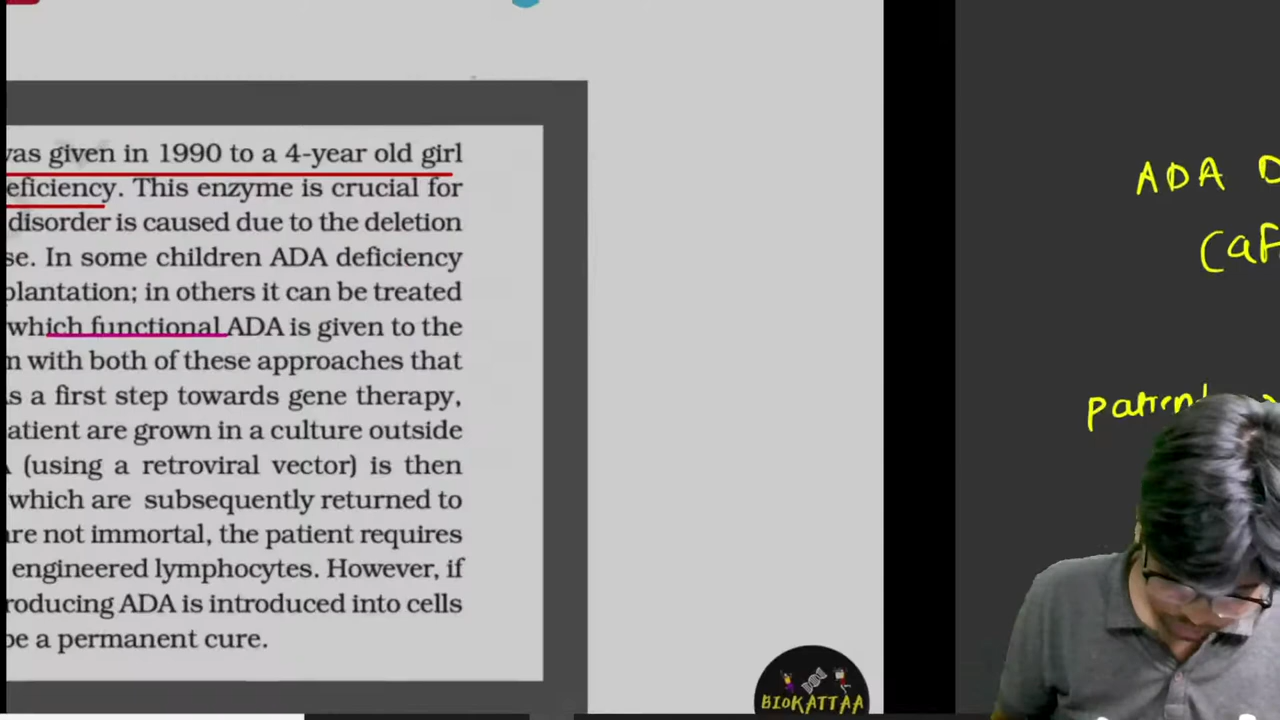 was given in 1990 to a 4-year old girl
eficiency. This enzyme is crucial for
disorder is caused due to the deletion
se. In some children ADA deficiency
plantation; in others it can be treated
which functional ADA is given to the
m with both of these approaches that
s a first step towards gene therapy,
atient are grown in a culture outside
(using a retroviral vector) is then
which are subsequently returned to
are not immortal, the patient requires
engineered lymphocytes. However, if
roducing ADA is introduced into cells
be a permanent cure.
ADA D
(af
patient
BIOKATTAA